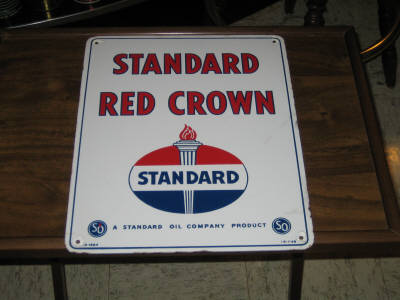 STANDARD
RED CROWN
STANDARD
SO A STANDARD OIL COMPANY PRODUCT SO